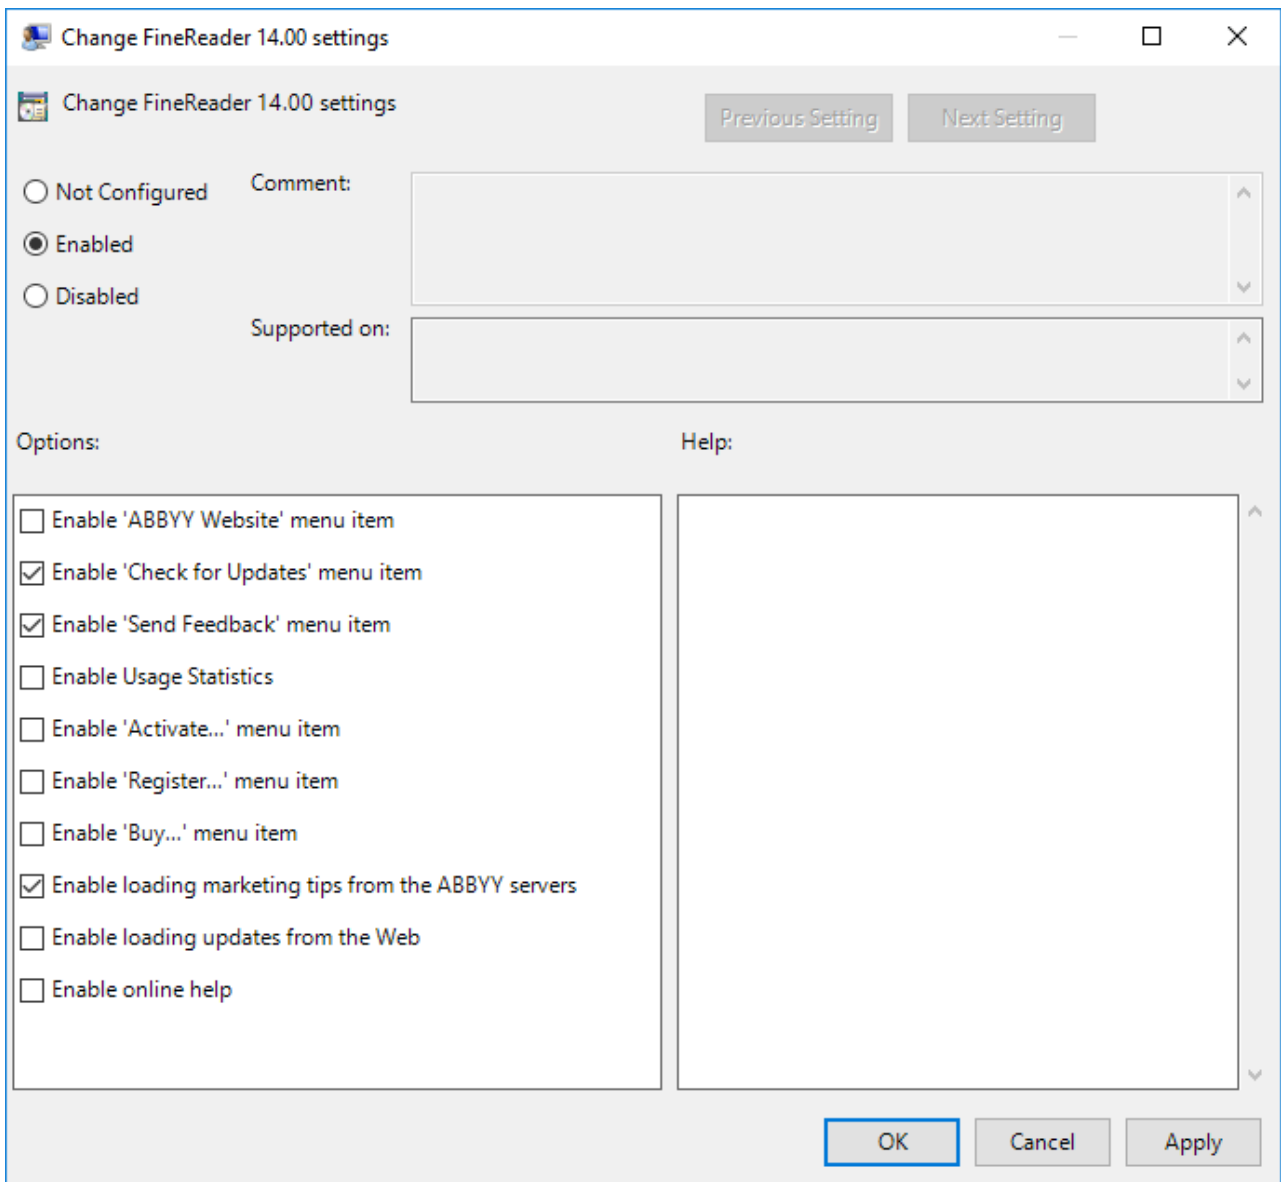 Change FineReader 14.00 settings
Change FineReader 14.00 settings
Previous Setting
Next Setting
Not Configured
Comment:
Enabled
Disabled
Supported on:
Options:
Help:
Enable 'ABBYY Website' menu item
Enable 'Check for Updates' menu item
Enable 'Send Feedback' menu item
Enable Usage Statistics
Enable 'Activate...' menu item
Enable 'Register...' menu item
Enable 'Buy...' menu item
Enable loading marketing tips from the ABBYY servers
Enable loading updates from the Web
Enable online help
OK
Cancel
Apply